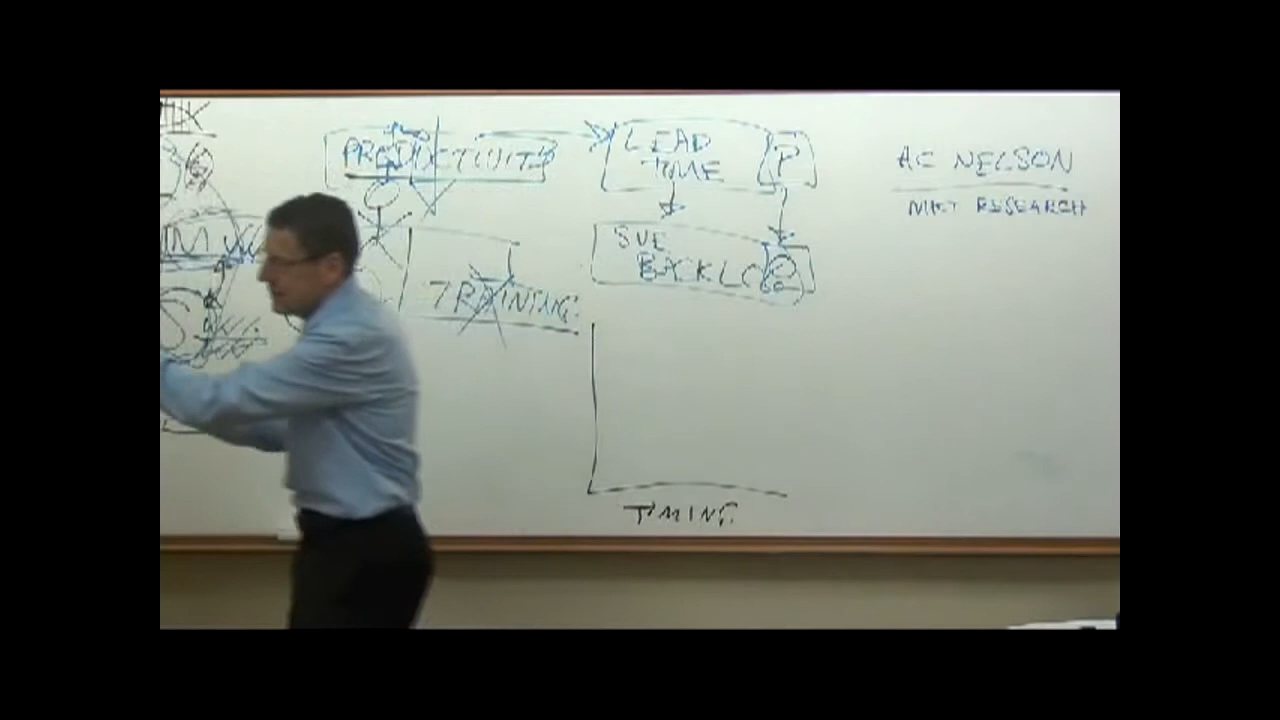 PRODUCTIVITY
LEAD
TIME
P
SVE
BACKLOG
TRAINING
TIMING
AC NELSON
MKT RESEARCH